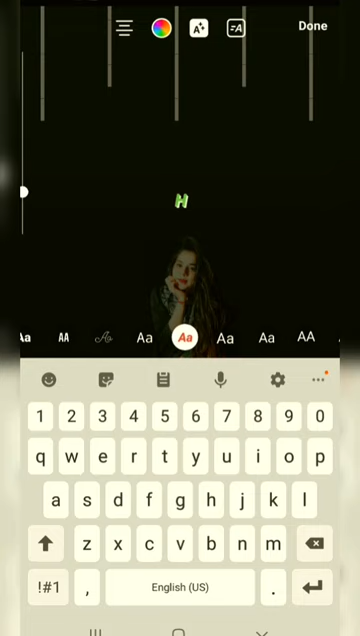 Done
H
Aa AA Aa Aa Aa Aa Aa AA
1 2 3 4 5 6 7 8 9 0
q w e r t y u i o p
a s d f g h j k l
z x c v b n m
!#1 , English (US) .